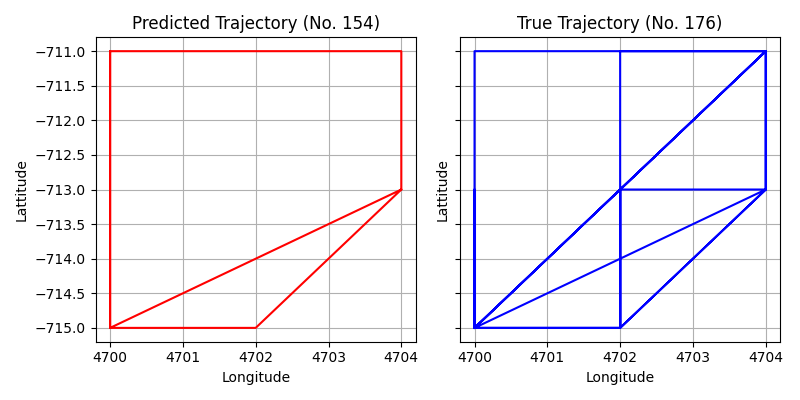 Predicted Trajectory (No. 154)
True Trajectory (No. 176)
−711.0
−711.5
−712.0
−712.5
−713.0
−713.5
−714.0
−714.5
−715.0
Lattitude
Lattitude
4700 4701 4702 4703 4704
4700 4701 4702 4703 4704
Longitude
Longitude